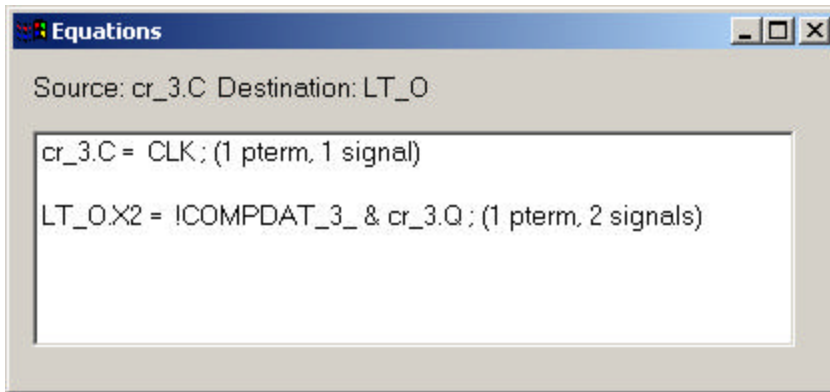 Equations
Source: cr_3.C Destination: LT_O
cr_3.C = CLK ; (1 pterm, 1 signal)
LT_O.X2 = !COMPDAT_3_ & cr_3.Q ; (1 pterm, 2 signals)